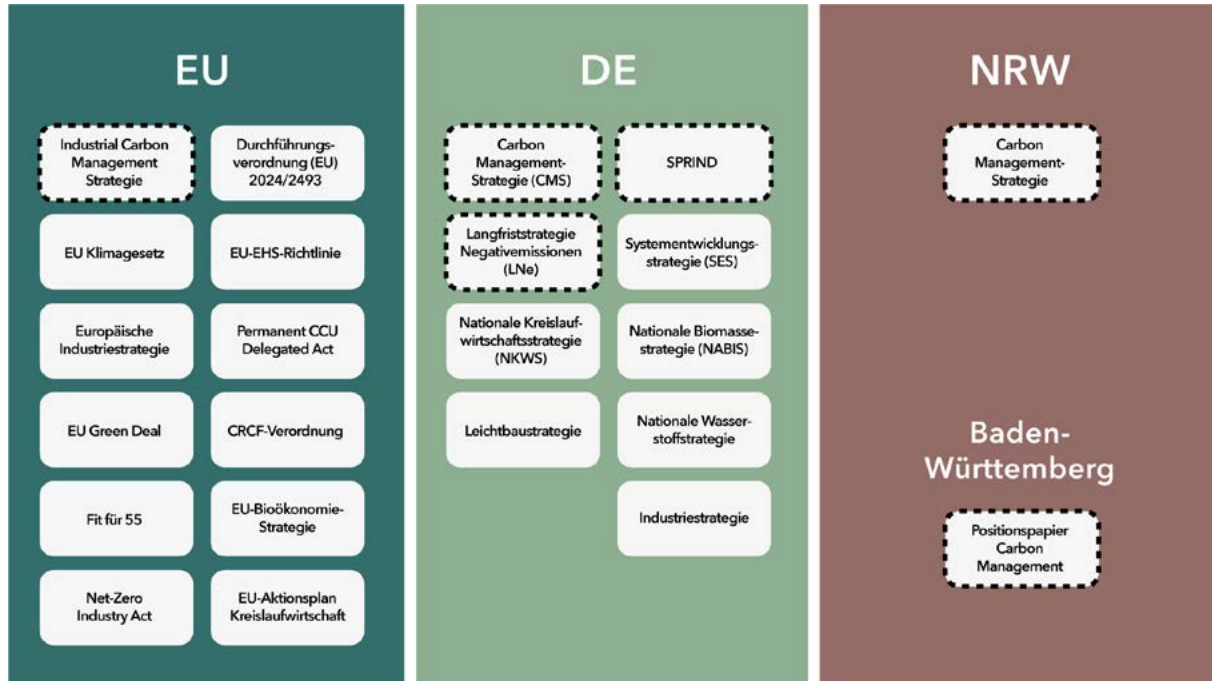 EU
Industrial Carbon
Management
Strategie
Durchführungs-
verordnung (EU)
2024/2493
EU Klimagesetz
EU-EHS-Richtlinie
Europäische
Industriestrategie
Permanent CCU
Delegated Act
EU Green Deal
CRCF-Verordnung
Fit für 55
EU-Bioökonomie-
Strategie
Net-Zero
Industry Act
EU-Aktionsplan
Kreislaufwirtschaft
DE
Carbon
Management-
Strategie (CMS)
SPRIND
Langfriststrategie
Negativemissionen
(LNe)
Systementwicklungs-
strategie (SES)
Nationale Kreislauf-
wirtschaftsstrategie
(NKWS)
Nationale Biomasse-
strategie (NABIS)
Leichtbaustrategie
Nationale Wasser-
stoffstrategie
Industriestrategie
NRW
Carbon
Management-
Strategie
Baden-
Württemberg
Positionspapier
Carbon
Management